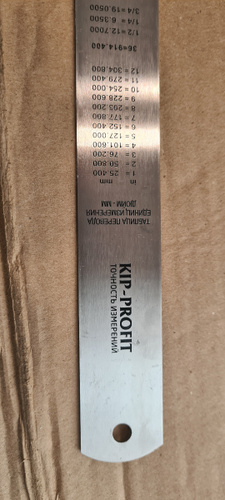 KIP-PROFIT
ТОЧНОСТЬ ИЗМЕРЕНИЙ
ТАБЛИЦА ПЕРЕВОДА
ЕДИНИЦ ИЗМЕРЕНИЯ
ДЮЙМ - ММ
in mm
1 = 25.400
2 = 50.800
3 = 76.200
4 = 101.600
5 = 127.000
6 = 152.400
7 = 177.800
8 = 203.200
9 = 228.600
10 = 254.000
11 = 279.400
12 = 304.800
36=914.400
1/2=12.7000
1/4=6.3500
3/4=19.0500